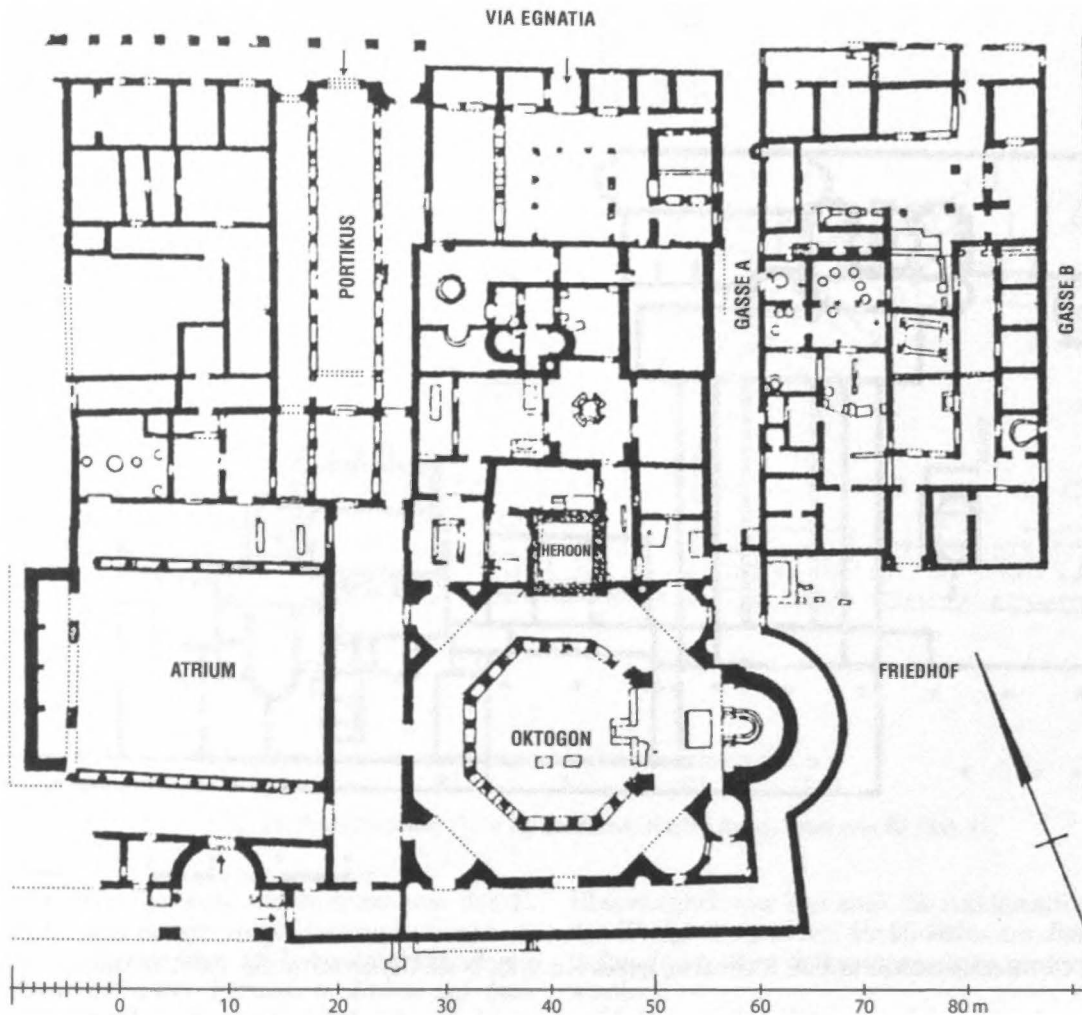 VIA EGNATIA
PORTIKUS
GASSE A
GASSE B
HEROON
ATRIUM
OKTOGON
FRIEDHOF
0 10 20 30 40 50 60 70 80 m